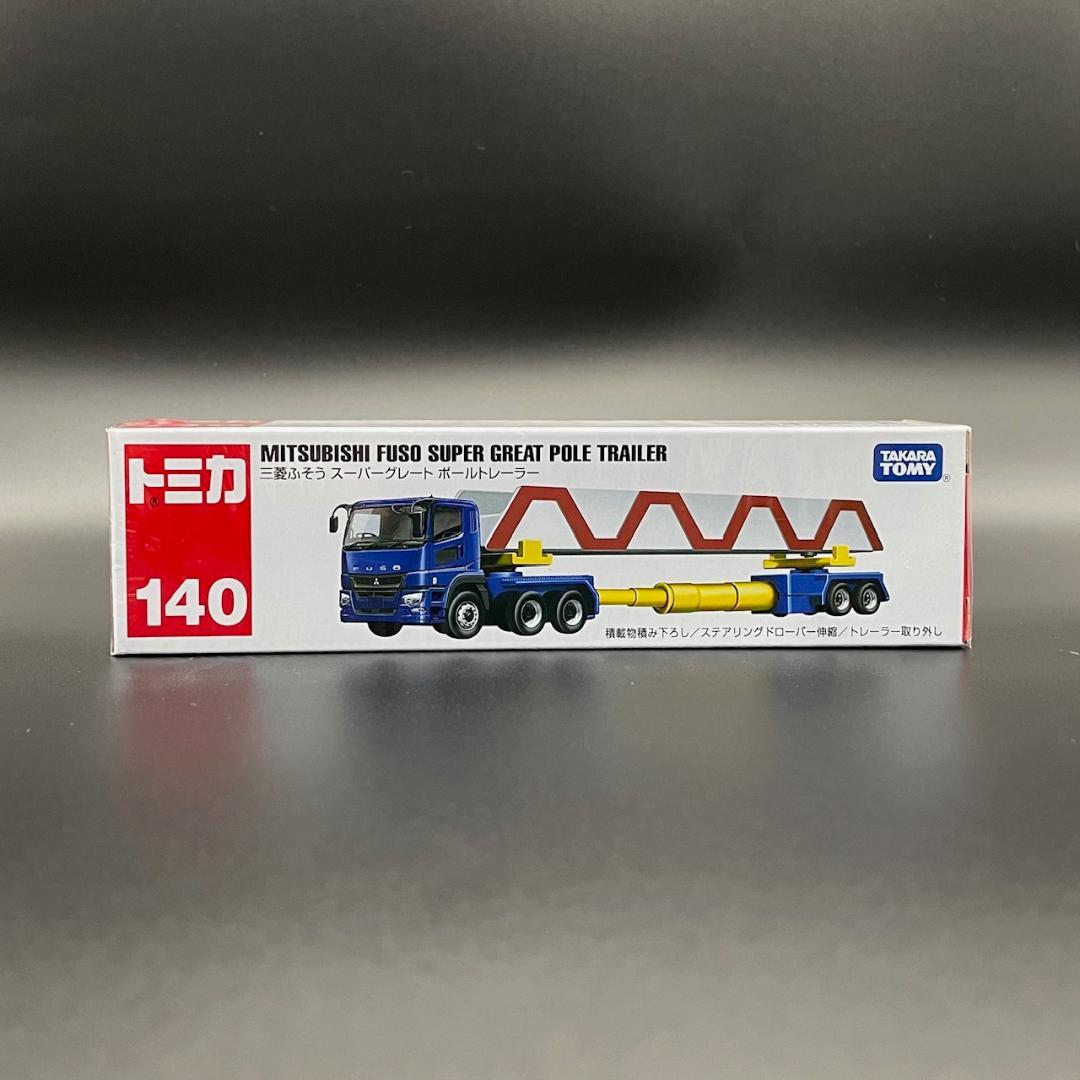 トミカ
®
140
MITSUBISHI FUSO SUPER GREAT POLE TRAILER
三菱ふそう スーパーグレート ポールトレーラー
TAKARA
TOMY
®
FUSO
積載物積み下ろし/ステアリングドローバー伸縮/トレーラー取り外し